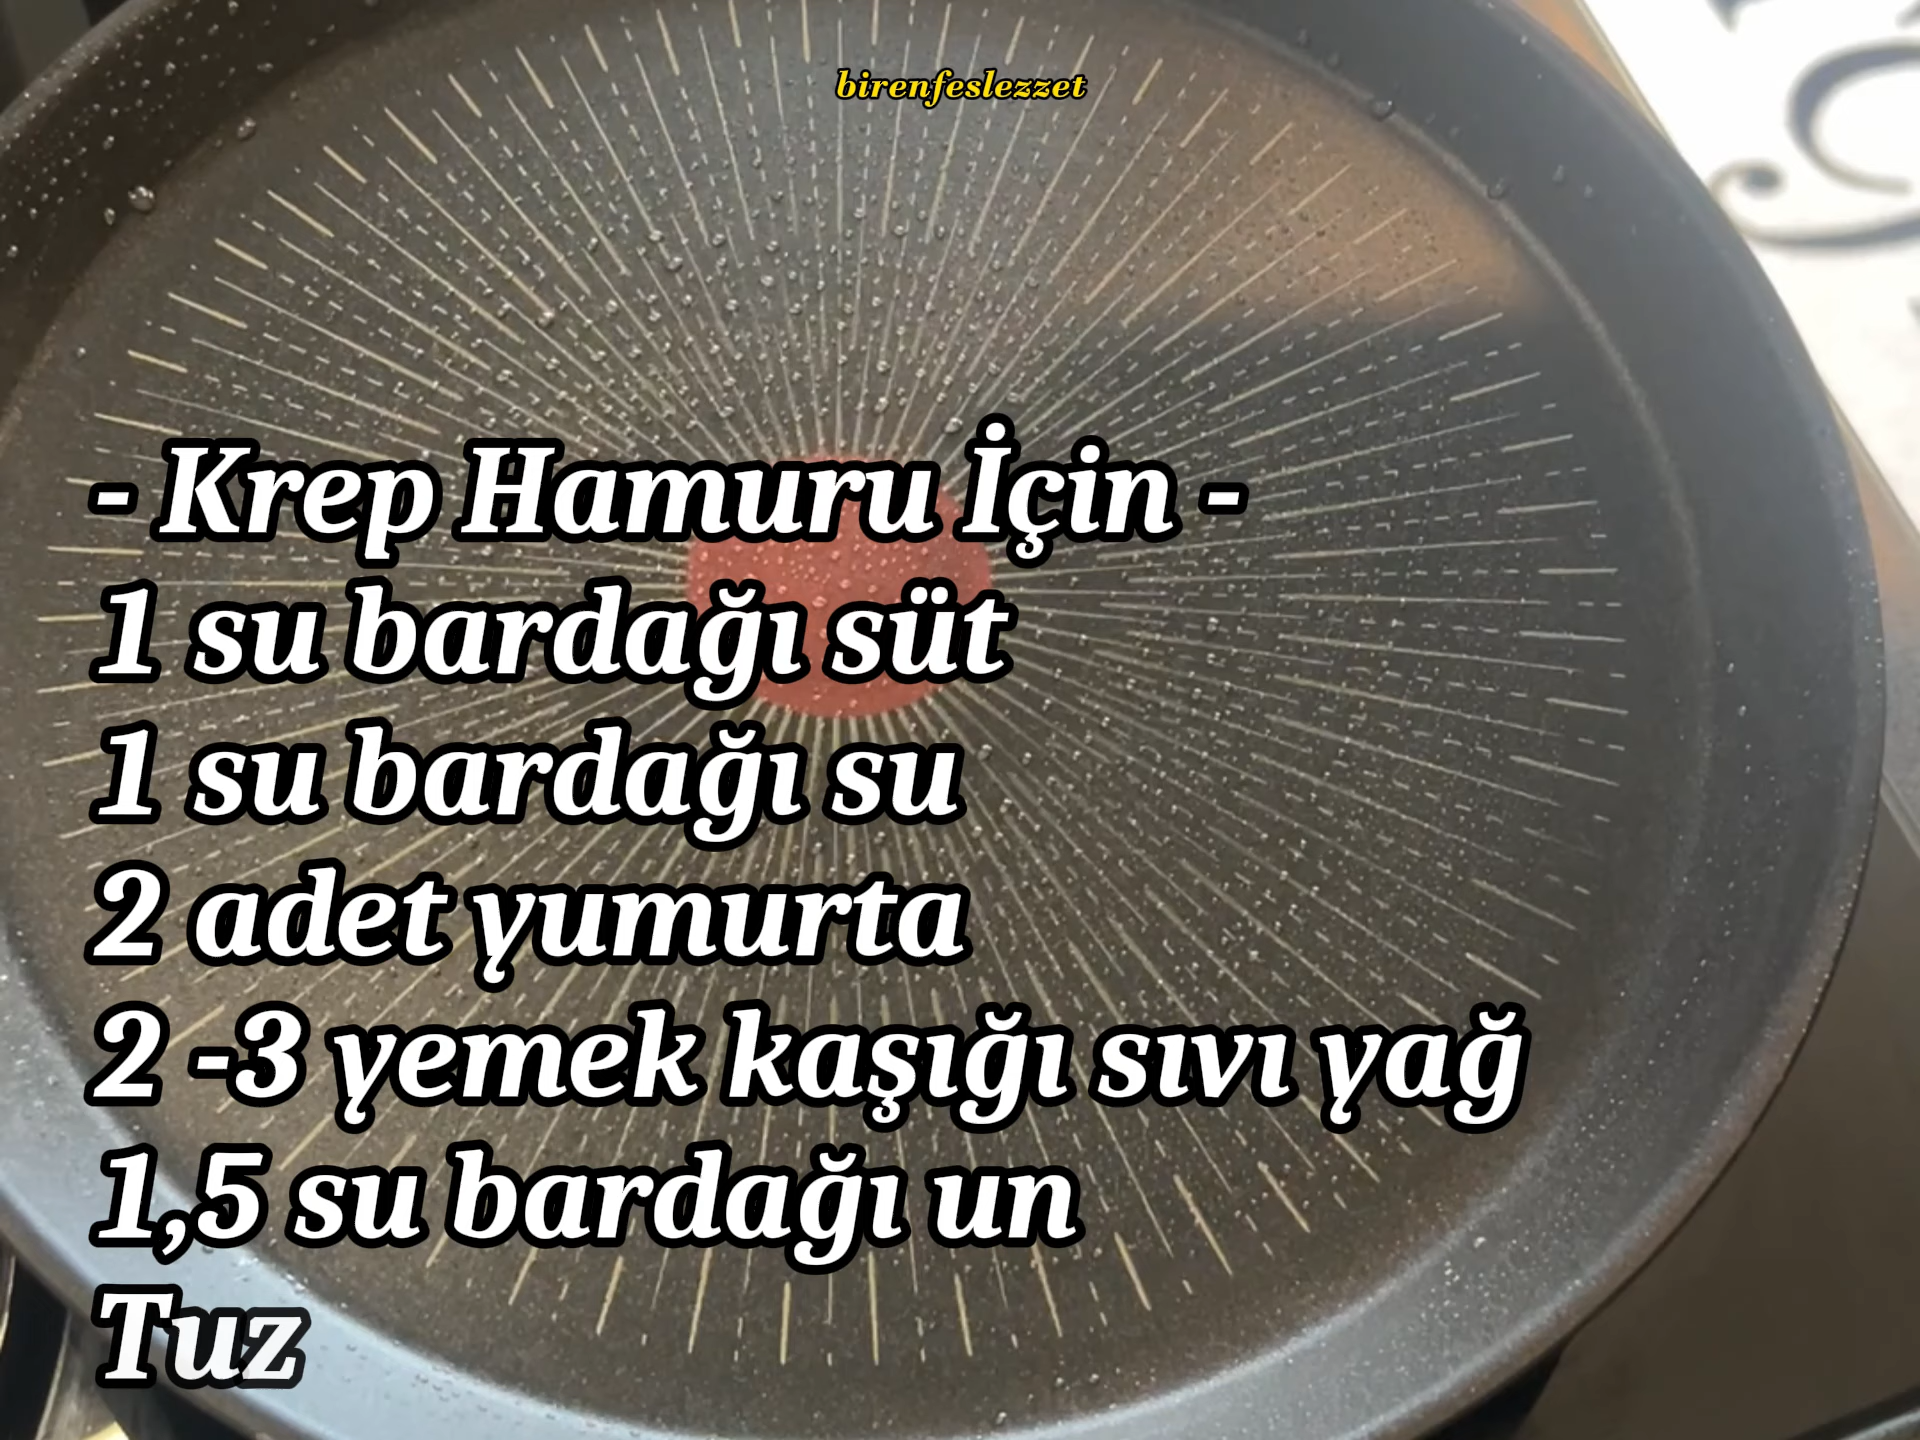 birenfeslezzet
- Krep Hamuru İçin -
1 su bardağı süt
1 su bardağı su
2 adet yumurta
2 -3 yemek kaşığı sıvı yağ
1,5 su bardağı un
Tuz